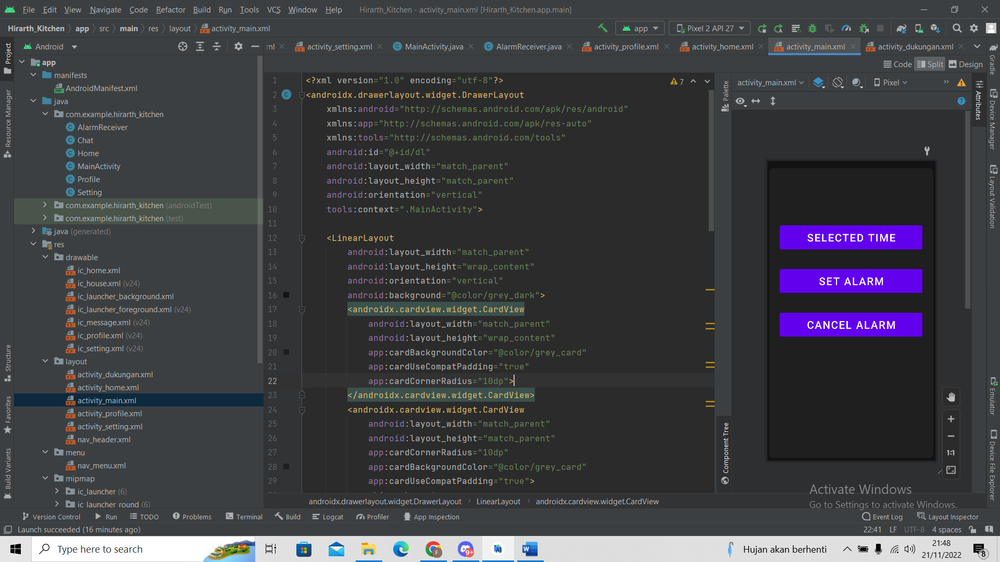 File Edit View Navigate Code Refactor Build Run Tools VCS Window Help Hirarth_Kitchen - activity_main.xml [Hirarth_Kitchen.app.main]
Hirarth_Kitchen app src main res layout activity_main.xml app Pixel 2 API 27
Android ml activity_setting.xml MainActivity.java AlarmReceiver.java activity_profile.xml activity_home.xml activity_main.xml activity_dukungan.xml
Code Split Design
Project
Resource Manager
Structure
Favorites
Build Variants
app
manifests
AndroidManifest.xml
java
com.example.hirarth_kitchen
AlarmReceiver
Chat
Home
MainActivity
Profile
Setting
com.example.hirarth_kitchen (androidTest)
com.example.hirarth_kitchen (test)
java (generated)
res
drawable
ic_home.xml
ic_house.xml (v24)
ic_launcher_background.xml
ic_launcher_foreground.xml (v24)
ic_message.xml (v24)
ic_profile.xml (v24)
ic_setting.xml (v24)
layout
activity_dukungan.xml
activity_home.xml
activity_main.xml
activity_profile.xml
activity_setting.xml
nav_header.xml
menu
nav_menu.xml
mipmap
ic_launcher (6)
ic_launcher_round (6)
1 <?xml version="1.0" encoding="utf-8"?>
2 <androidx.drawerlayout.widget.DrawerLayout
3 xmlns:android="http://schemas.android.com/apk/res/android"
4 xmlns:app="http://schemas.android.com/apk/res-auto"
5 xmlns:tools="http://schemas.android.com/tools"
6 android:id="@+id/dl"
7 android:layout_width="match_parent"
8 android:layout_height="match_parent"
9 android:orientation="vertical"
10 tools:context=".MainActivity">
11
12 <LinearLayout
13 android:layout_width="match_parent"
14 android:layout_height="wrap_content"
15 android:orientation="vertical"
16 android:background="@color/grey_dark">
17 <androidx.cardview.widget.CardView
18 android:layout_width="match_parent"
19 android:layout_height="wrap_content"
20 app:cardBackgroundColor="@color/grey_card"
21 app:cardUseCompatPadding="true"
22 app:cardCornerRadius="10dp">
23 </androidx.cardview.widget.CardView>
24 <androidx.cardview.widget.CardView
25 android:layout_width="match_parent"
26 android:layout_height="match_parent"
27 app:cardCornerRadius="10dp"
28 app:cardBackgroundColor="@color/grey_card"
29 app:cardUseCompatPadding="true">
7
androidx.drawerlayout.widget.DrawerLayout LinearLayout androidx.cardview.widget.CardView
Palette
Component Tree
activity_main.xml Pixel
SELECTED TIME
SET ALARM
CANCEL ALARM
1:1
Attributes
Gradle
Device Manager
Layout Validation
Emulator
Device File Explorer
Activate Windows
Go to Settings to activate Windows.
Version Control Run TODO Problems Terminal Build Logcat Profiler App Inspection Event Log Layout Inspector
Launch succeeded (16 minutes ago) 22:41 LF UTF-8 4 spaces
Type here to search F 9+ W Hujan akan berhenti 21:48
21/11/2022 8